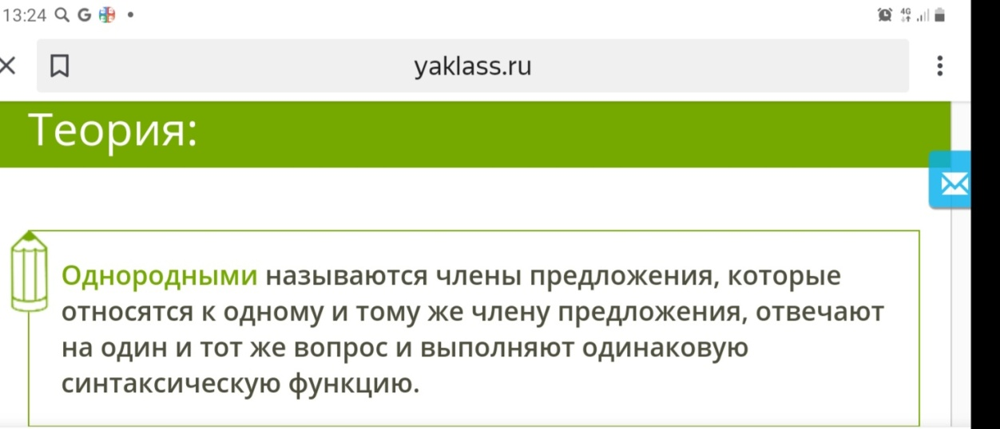 13:24
4G
yaklass.ru
Теория:
Однородными называются члены предложения, которые
относятся к одному и тому же члену предложения, отвечают
на один и тот же вопрос и выполняют одинаковую
синтаксическую функцию.